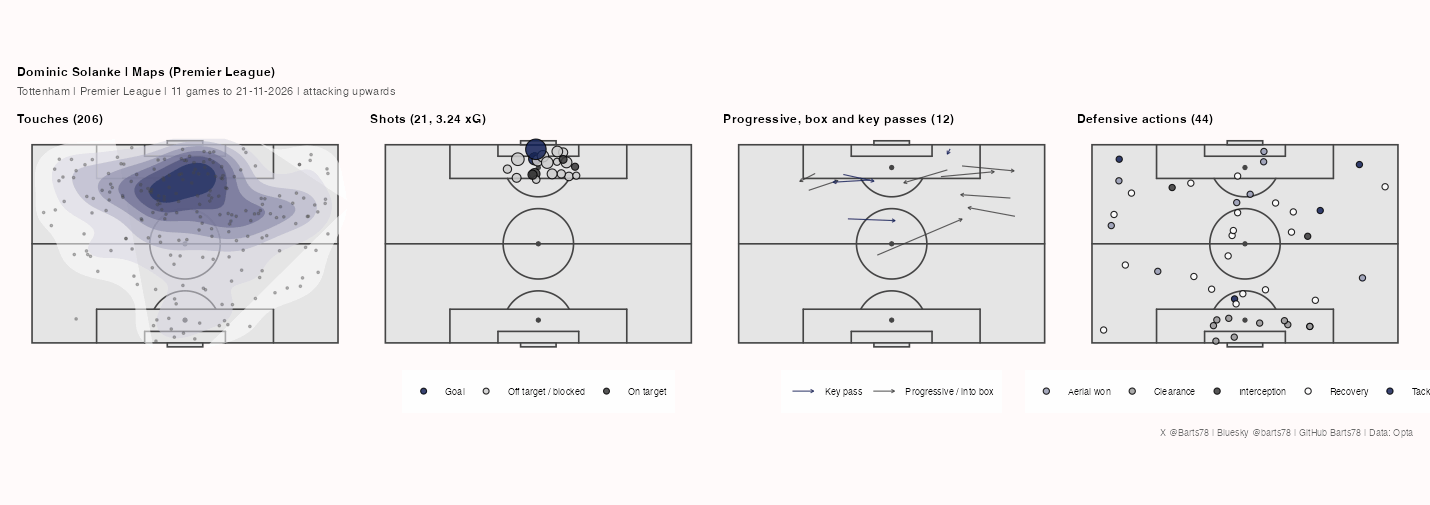 Dominic Solanke | Maps (Premier League)
Tottenham | Premier League | 11 games to 21-11-2026 | attacking upwards
Touches (206)
Shots (21, 3.24 xG)
Progressive, box and key passes (12)
Defensive actions (44)
Goal
Off target / blocked
On target
Key pass
Progressive / into box
Aerial won
Clearance
Interception
Recovery
Tack
X @Barts78 | Bluesky @barts78 | GitHub Barts78 | Data: Opta